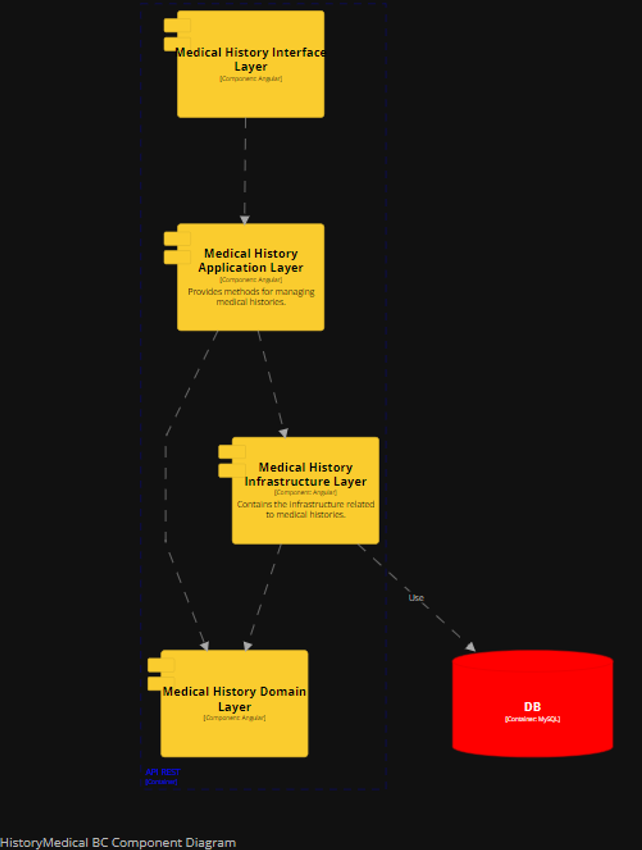 Medical History Interface
Layer
[Component: Angular]
Medical History
Application Layer
[Component: Angular]
Provides methods for managing
medical histories.
Medical History
Infrastructure Layer
[Component: Angular]
Contains the infrastructure related
to medical histories.
Use
Medical History Domain
Layer
[Component: Angular]
DB
[Container: MySQL]
API REST
[Container]
HistoryMedical BC Component Diagram